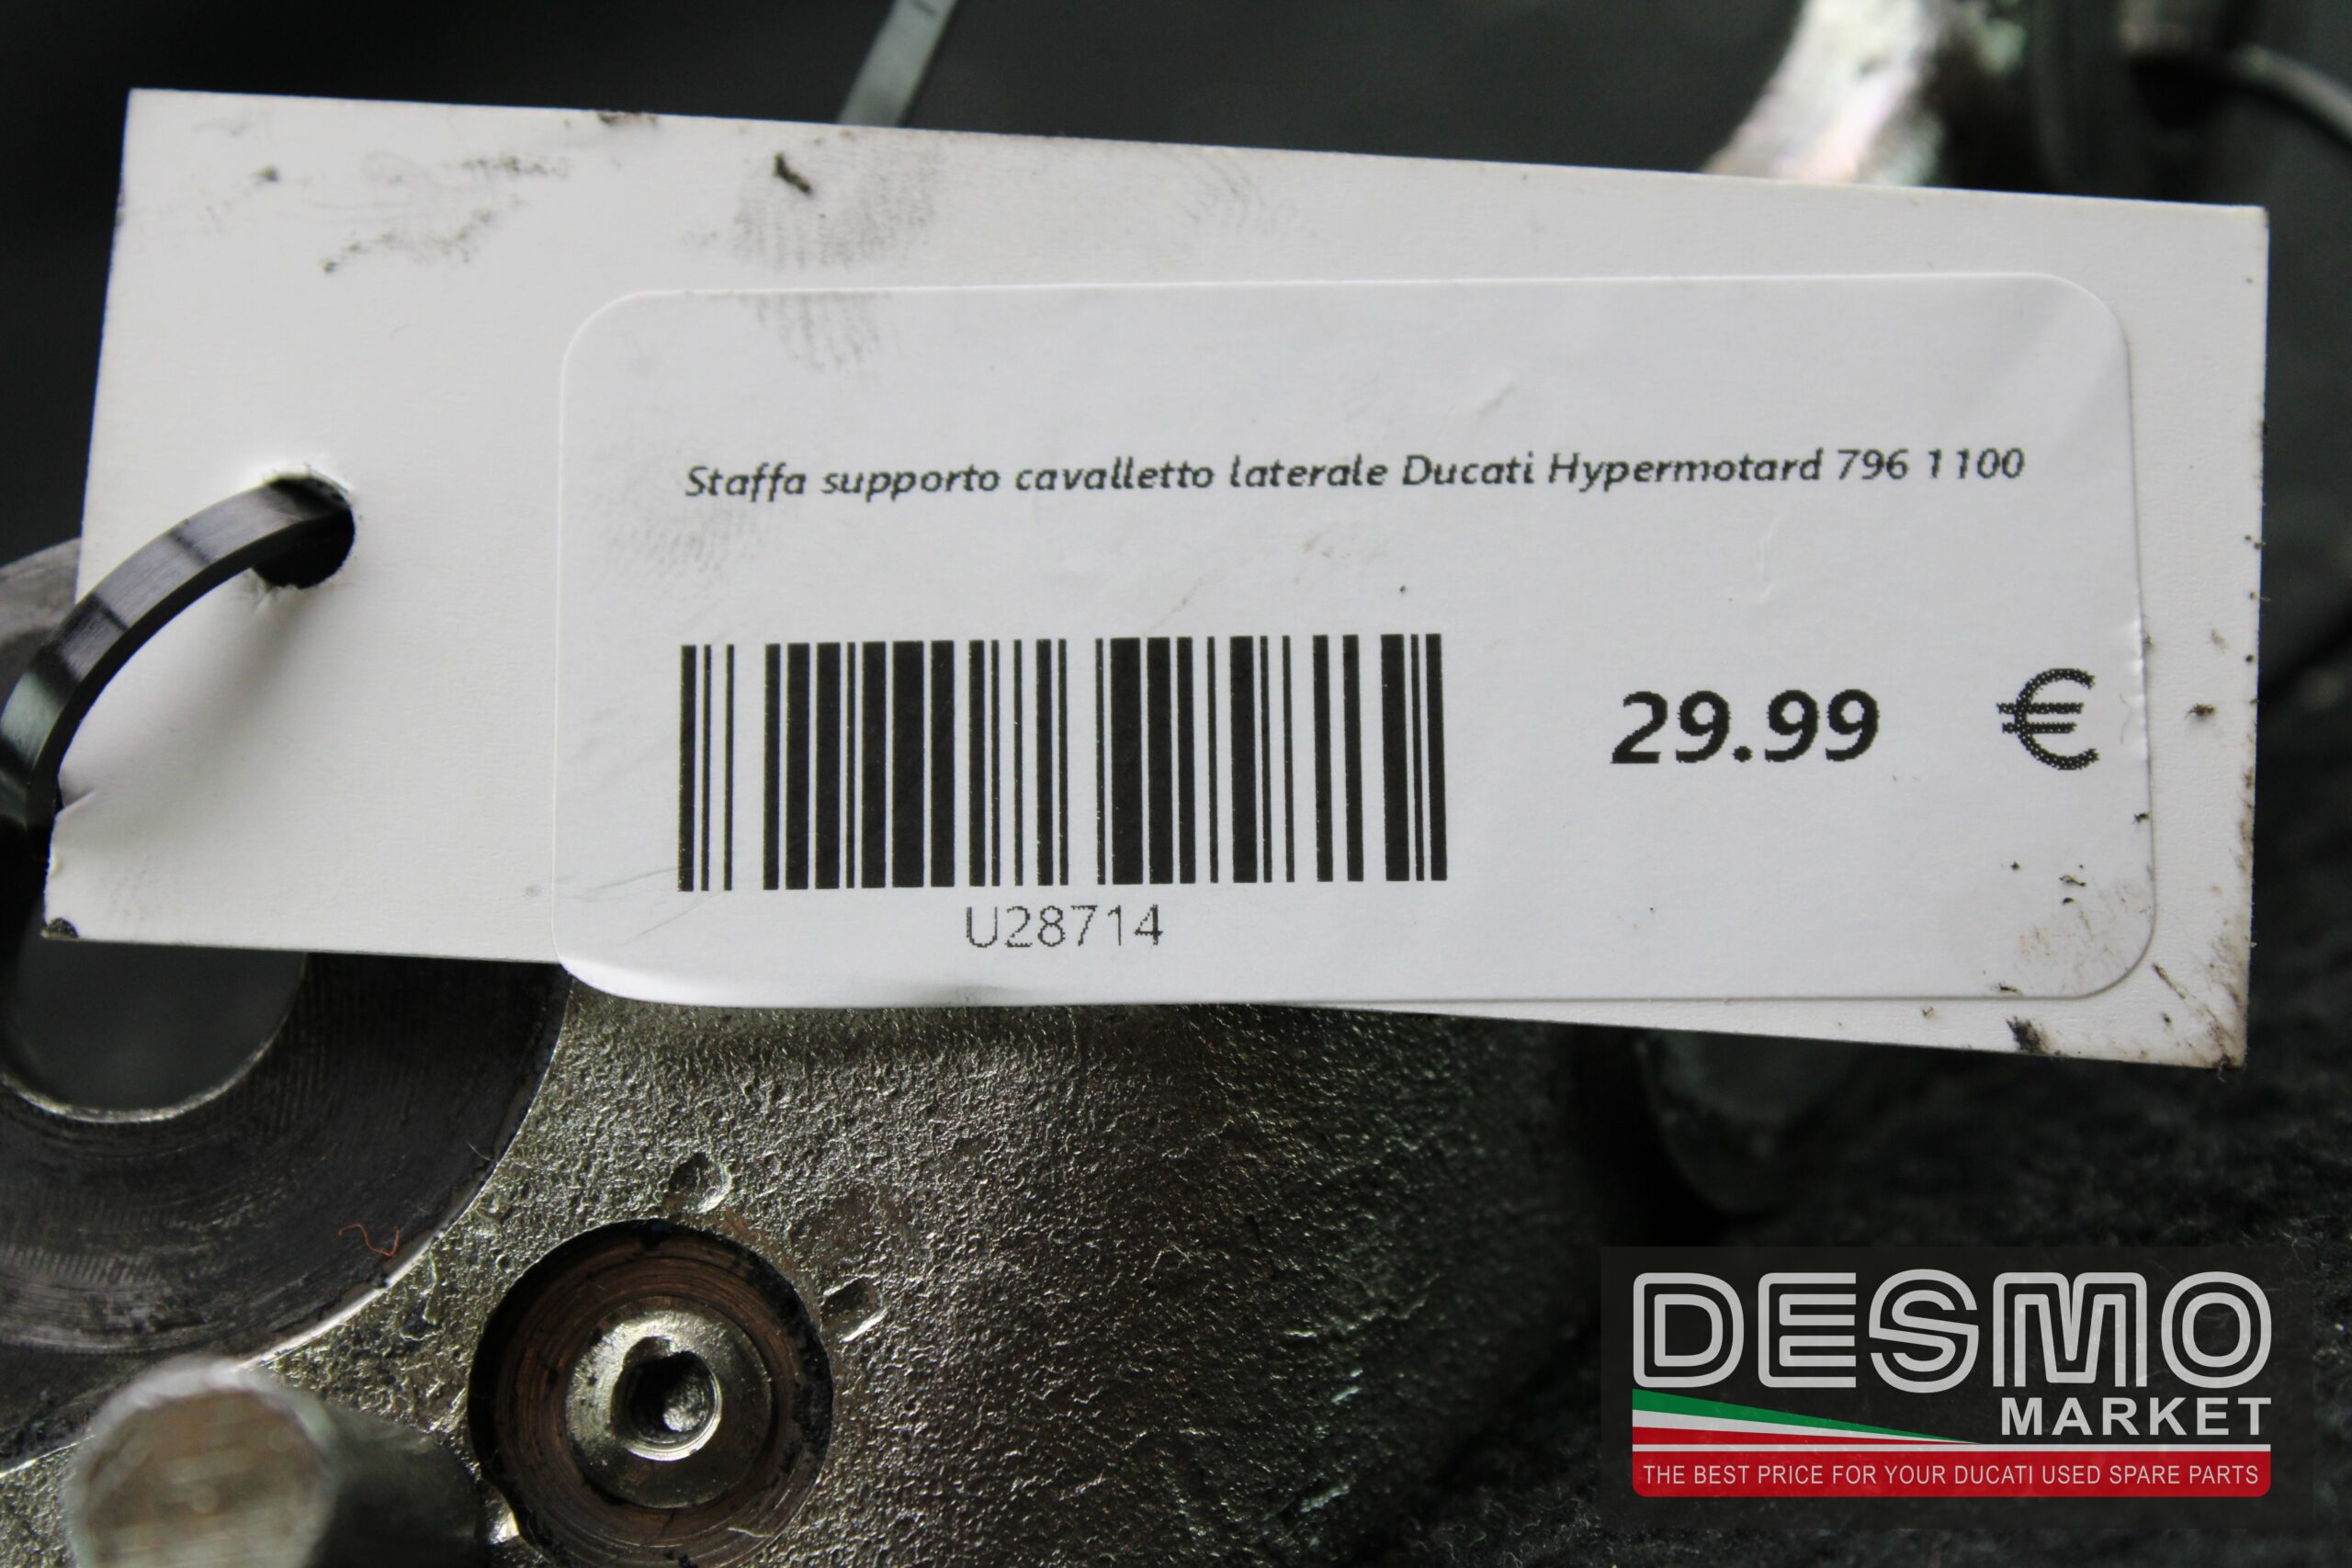 Staffa supporto cavalletto laterale Ducati Hypermotard 796 1100
29.99 €
U28714
DESMO
MARKET
THE BEST PRICE FOR YOUR DUCATI USED SPARE PARTS